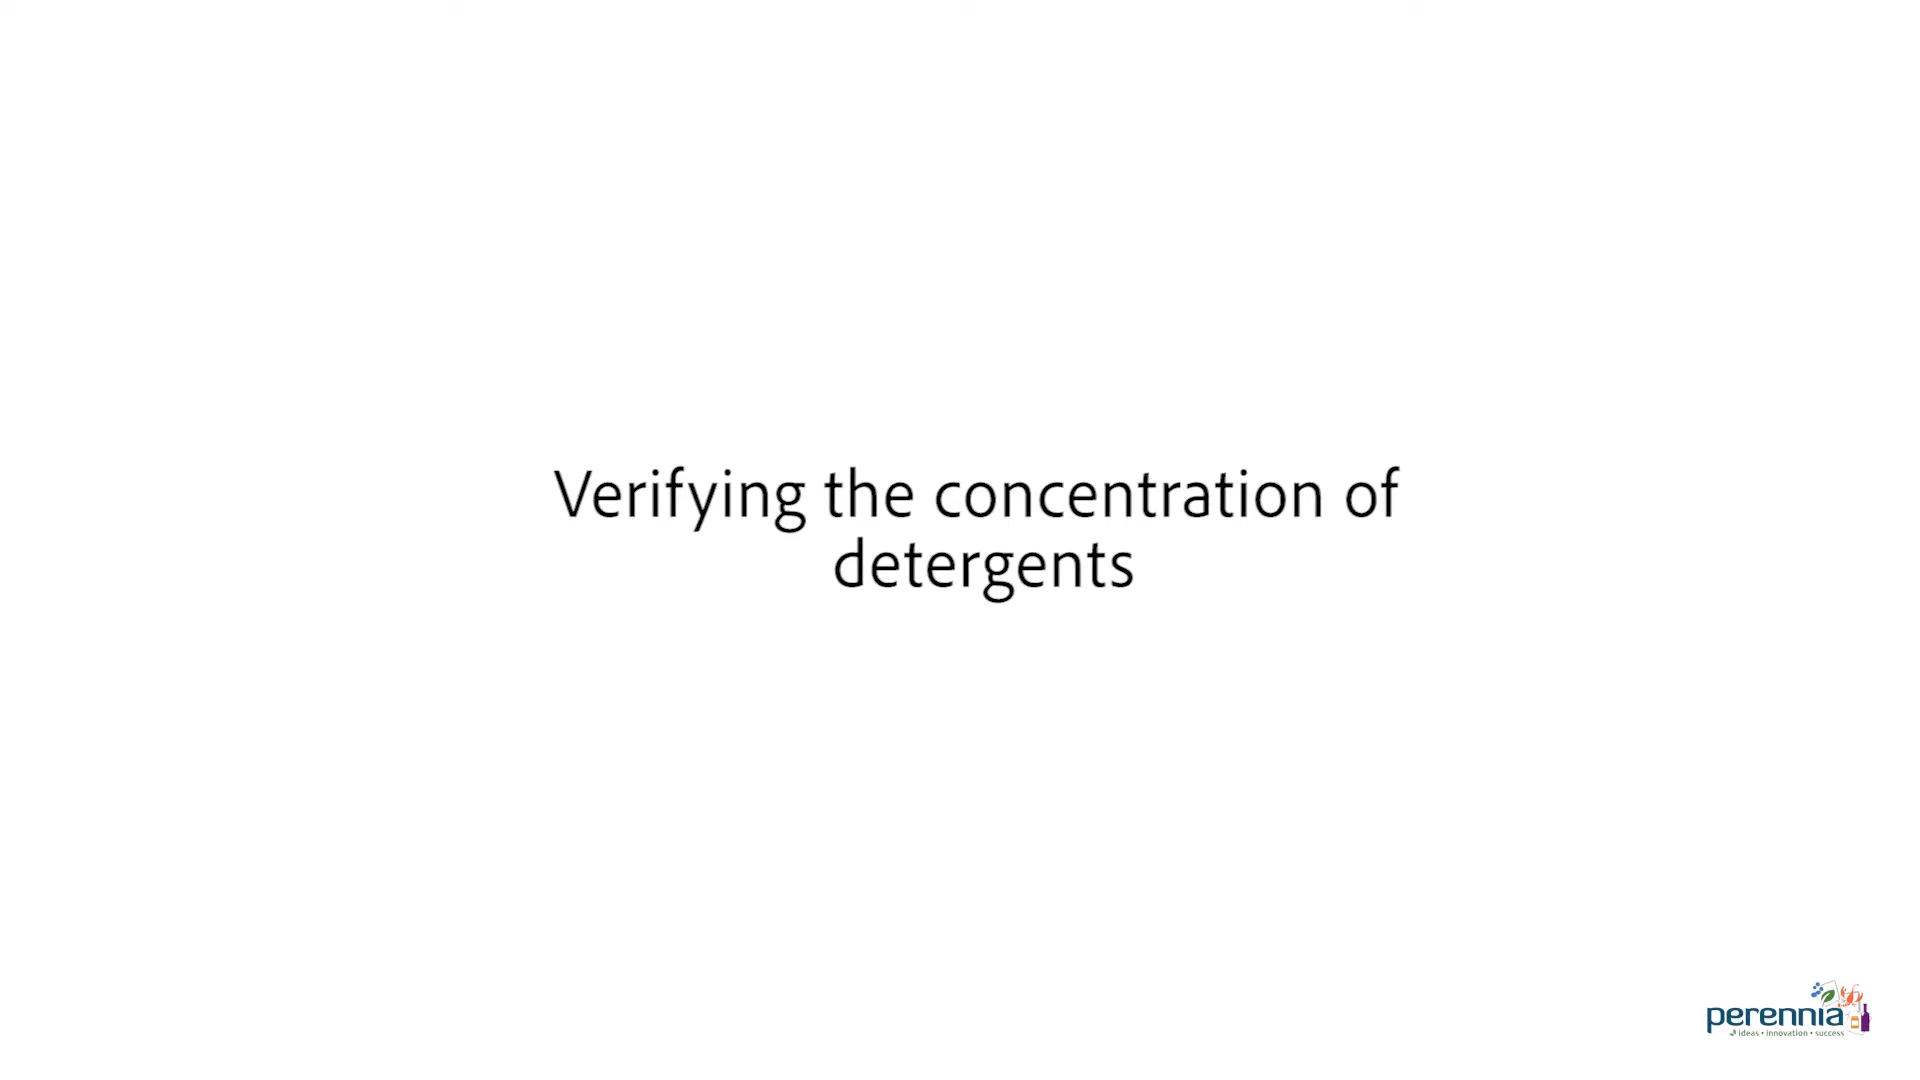 Verifying the concentration of
detergents
perennia
ideas • innovation • success